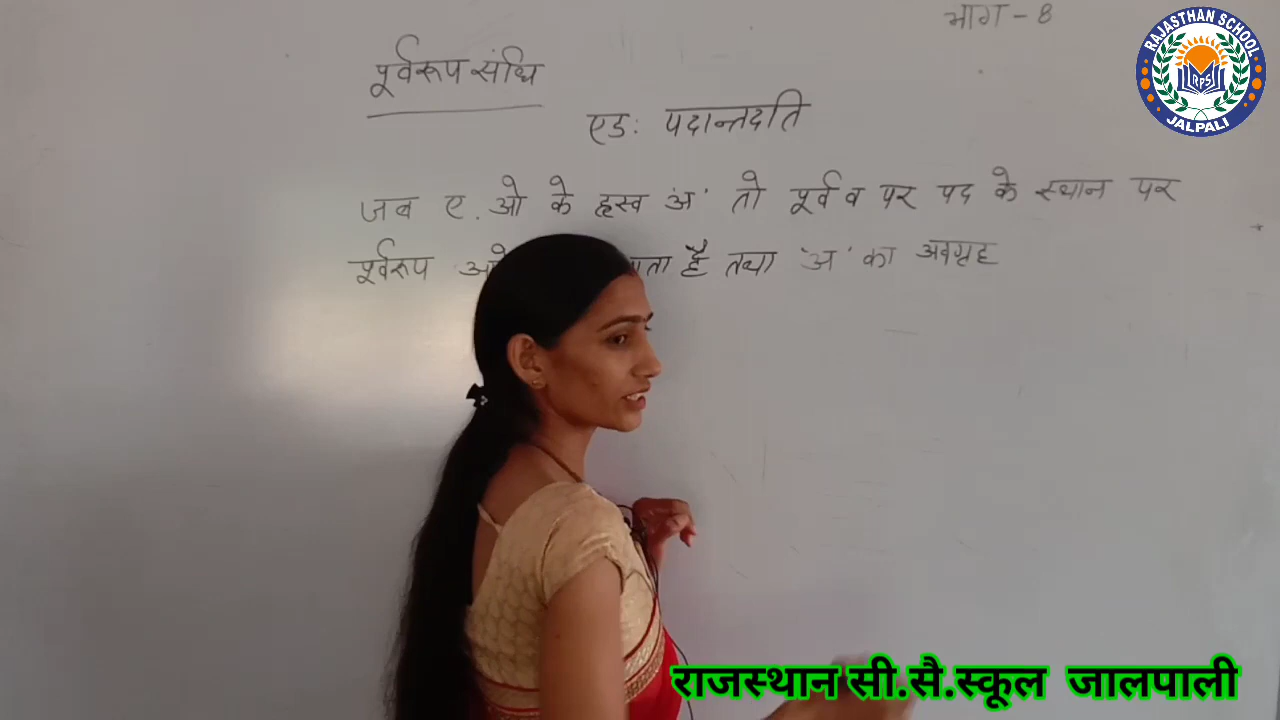 भाग - 8
पूर्वरूप संधि
एड: पदान्तदति
जब ए. ओ के ह्रस्व 'अ' तो पूर्व व पर पद के स्थान पर
पूर्वरूप है तथा 'अ' का अवग्रह
RAJASTHAN SCHOOL
RPS
JALPALI
राजस्थान सी.सै.स्कूल जालपाली